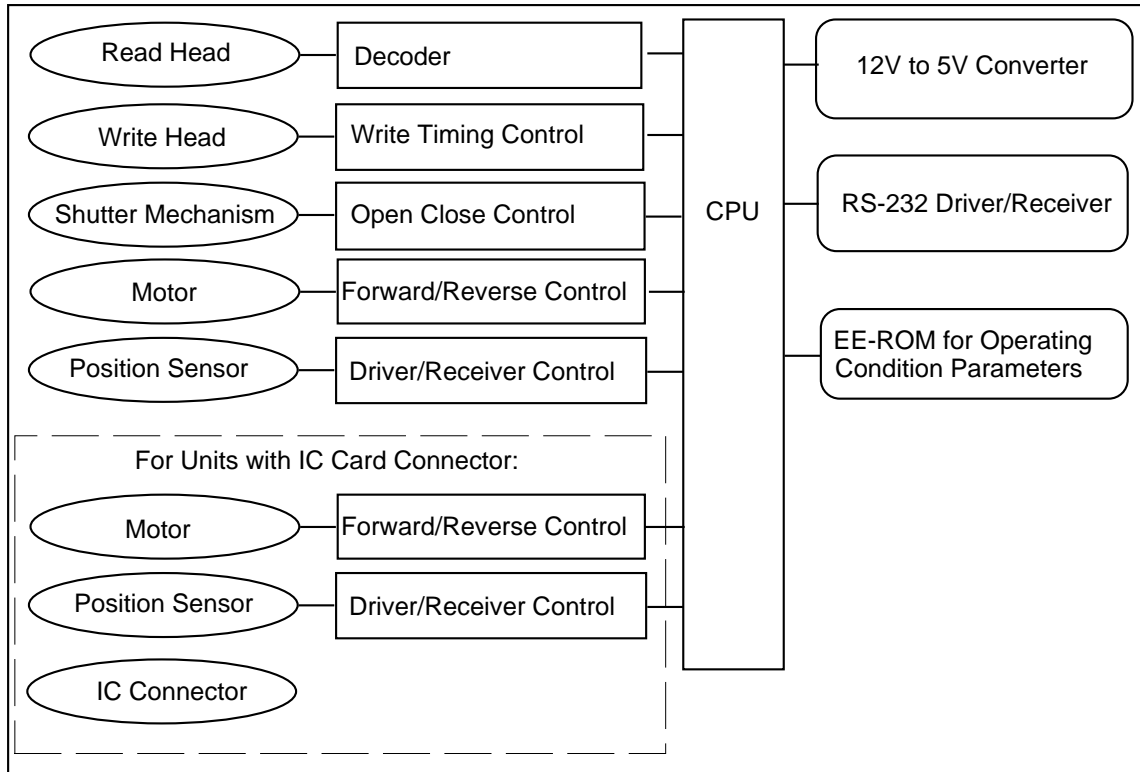 Read Head
Decoder
Write Head
Write Timing Control
Shutter Mechanism
Open Close Control
Motor
Forward/Reverse Control
Position Sensor
Driver/Receiver Control
For Units with IC Card Connector:
Motor
Forward/Reverse Control
Position Sensor
Driver/Receiver Control
IC Connector
CPU
12V to 5V Converter
RS-232 Driver/Receiver
EE-ROM for Operating
Condition Parameters